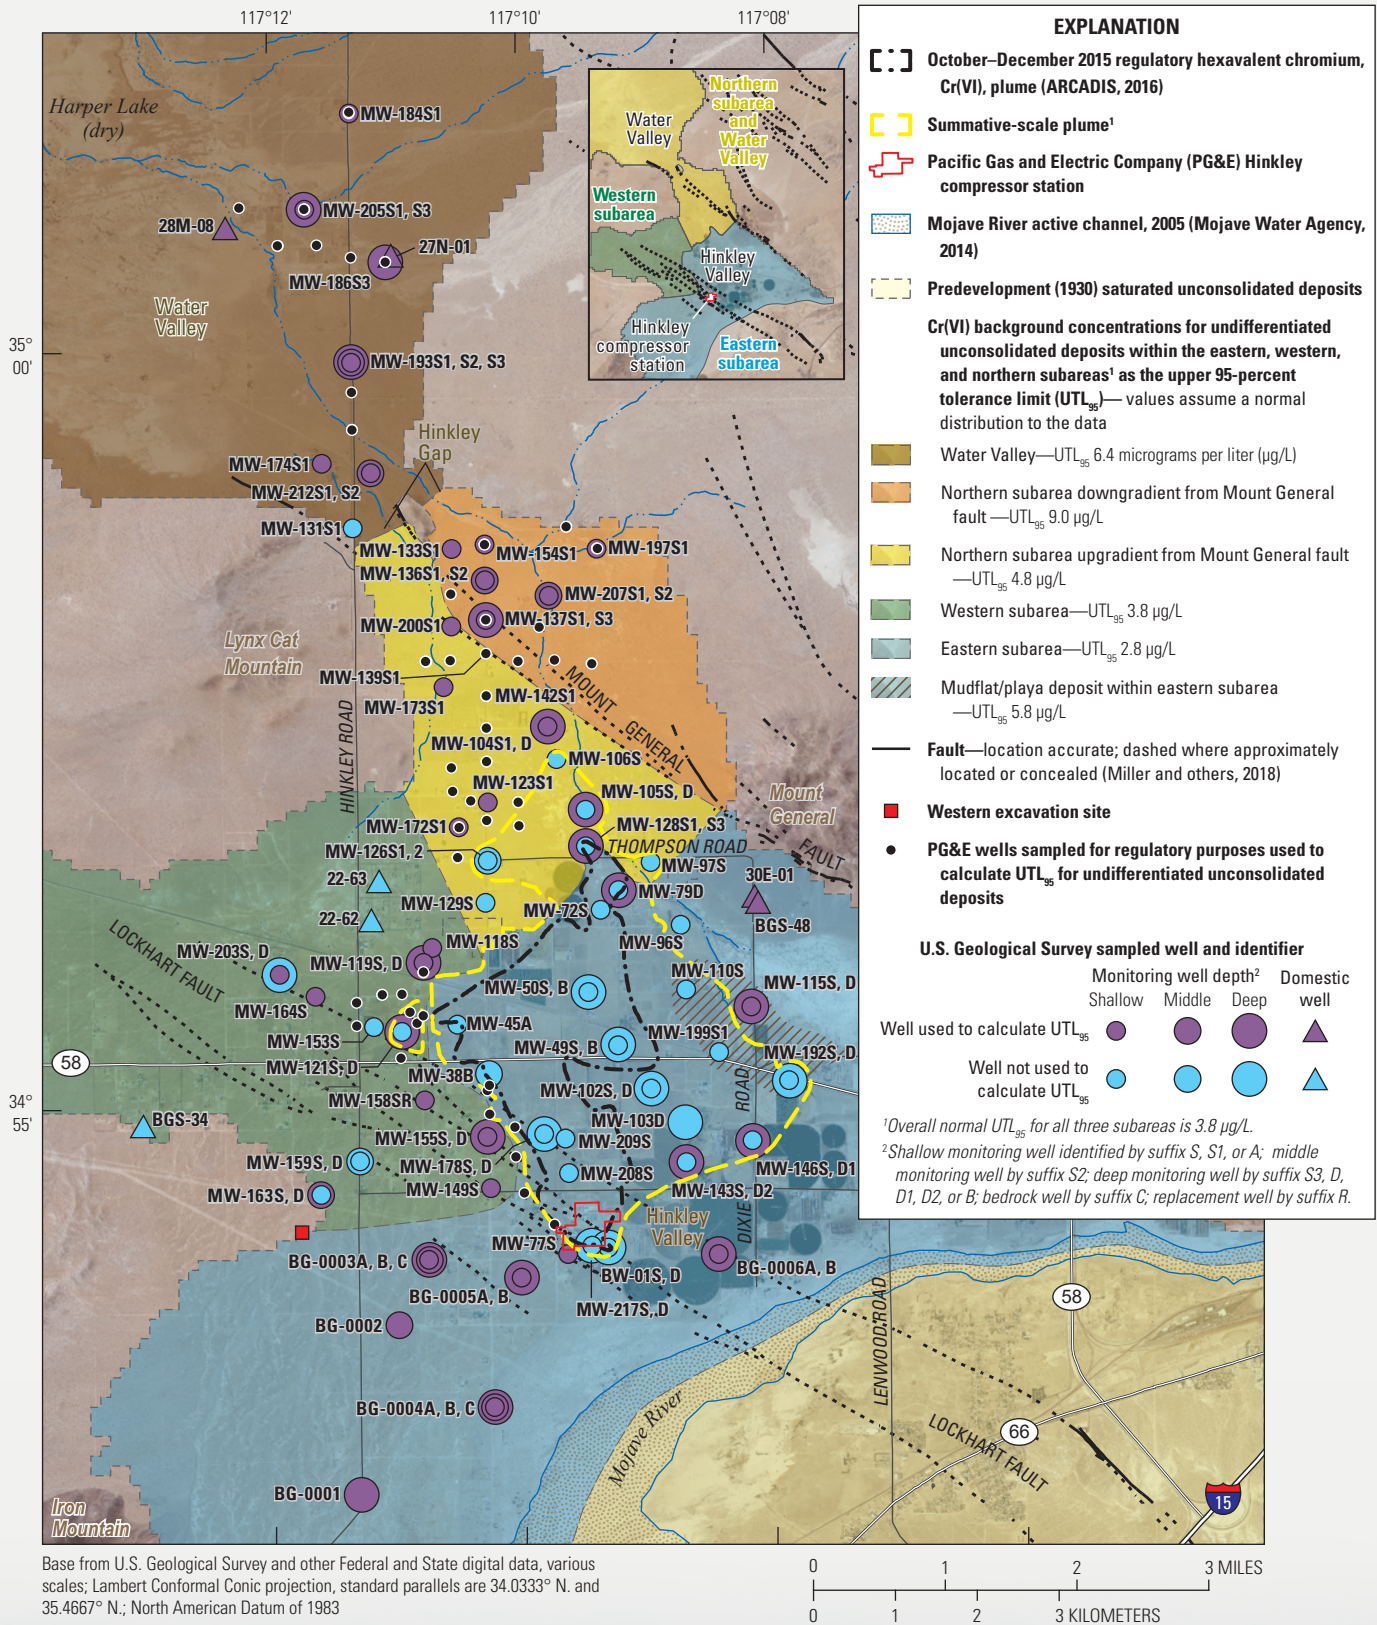 117°12'
117°10'
117°08'
Harper Lake
(dry)
MW-184S1
MW-205S1, S3
28M-08
27N-01
MW-186S3
Water
Valley
35°
00'
MW-193S1, S2, S3
Hinkley
Gap
MW-174S1
MW-212S1, S2
MW-131S1
MW-133S1
MW-154S1
MW-197S1
MW-136S1, S2
MW-207S1, S2
MW-137S1, S3
MW-200S1
Lynx Cat
Mountain
MW-139S1
MW-173S1
MW-142S1
MOUNT GENERAL FAULT
HINKLEY ROAD
MW-104S1, D
MW-106S
MW-123S1
MW-105S, D
Mount
General
MW-172S1
MW-128S1, S3
THOMPSON ROAD
MW-126S1, 2
MW-97S
22-63
MW-79D
30E-01
MW-129S
MW-72S
22-62
BGS-48
MW-96S
LOCKHART FAULT
MW-118S
MW-203S, D
MW-119S, D
MW-110S
MW-115S, D
MW-50S, B
MW-164S
MW-45A
MW-153S
MW-199S1
MW-49S, B
MW-192S, D
58
MW-121S, D
MW-38B
MW-102S, D
DIXIE ROAD
MW-158SR
34°
55'
BGS-34
MW-103D
MW-155S, D
MW-209S
MW-159S, D
MW-178S, D
MW-208S
MW-146S, D1
MW-163S, D
MW-149S
MW-143S, D2
Hinkley
Valley
MW-77S
BG-0003A, B, C
BW-01S, D
BG-0006A, B
BG-0005A, B
MW-217S, D
BG-0002
58
LENWOOD ROAD
BG-0004A, B, C
Mojave River
66
LOCKHART FAULT
BG-0001
15
Iron
Mountain
Northern
subarea
and
Water
Valley
Water
Valley
Western
subarea
Hinkley
Valley
Hinkley
compressor
station
Eastern
subarea
EXPLANATION
October–December 2015 regulatory hexavalent chromium,
Cr(VI), plume (ARCADIS, 2016)
Summative-scale plume¹
Pacific Gas and Electric Company (PG&E) Hinkley
compressor station
Mojave River active channel, 2005 (Mojave Water Agency,
2014)
Predevelopment (1930) saturated unconsolidated deposits
Cr(VI) background concentrations for undifferentiated
unconsolidated deposits within the eastern, western,
and northern subareas¹ as the upper 95-percent
tolerance limit (UTL95)— values assume a normal
distribution to the data
Water Valley—UTL95 6.4 micrograms per liter (µg/L)
Northern subarea downgradient from Mount General
fault —UTL95 9.0 µg/L
Northern subarea upgradient from Mount General fault
—UTL95 4.8 µg/L
Western subarea—UTL95 3.8 µg/L
Eastern subarea—UTL95 2.8 µg/L
Mudflat/playa deposit within eastern subarea
—UTL95 5.8 µg/L
Fault—location accurate; dashed where approximately
located or concealed (Miller and others, 2018)
Western excavation site
PG&E wells sampled for regulatory purposes used to
calculate UTL95 for undifferentiated unconsolidated
deposits
U.S. Geological Survey sampled well and identifier
Monitoring well depth² Domestic
Shallow Middle Deep well
Well used to calculate UTL95
Well not used to
calculate UTL95
¹Overall normal UTL95 for all three subareas is 3.8 µg/L.
²Shallow monitoring well identified by suffix S, S1, or A; middle
monitoring well by suffix S2; deep monitoring well by suffix S3, D,
D1, D2, or B; bedrock well by suffix C; replacement well by suffix R.
Base from U.S. Geological Survey and other Federal and State digital data, various
scales; Lambert Conformal Conic projection, standard parallels are 34.0333° N. and
35.4667° N.; North American Datum of 1983
0 1 2 3 MILES
0 1 2 3 KILOMETERS